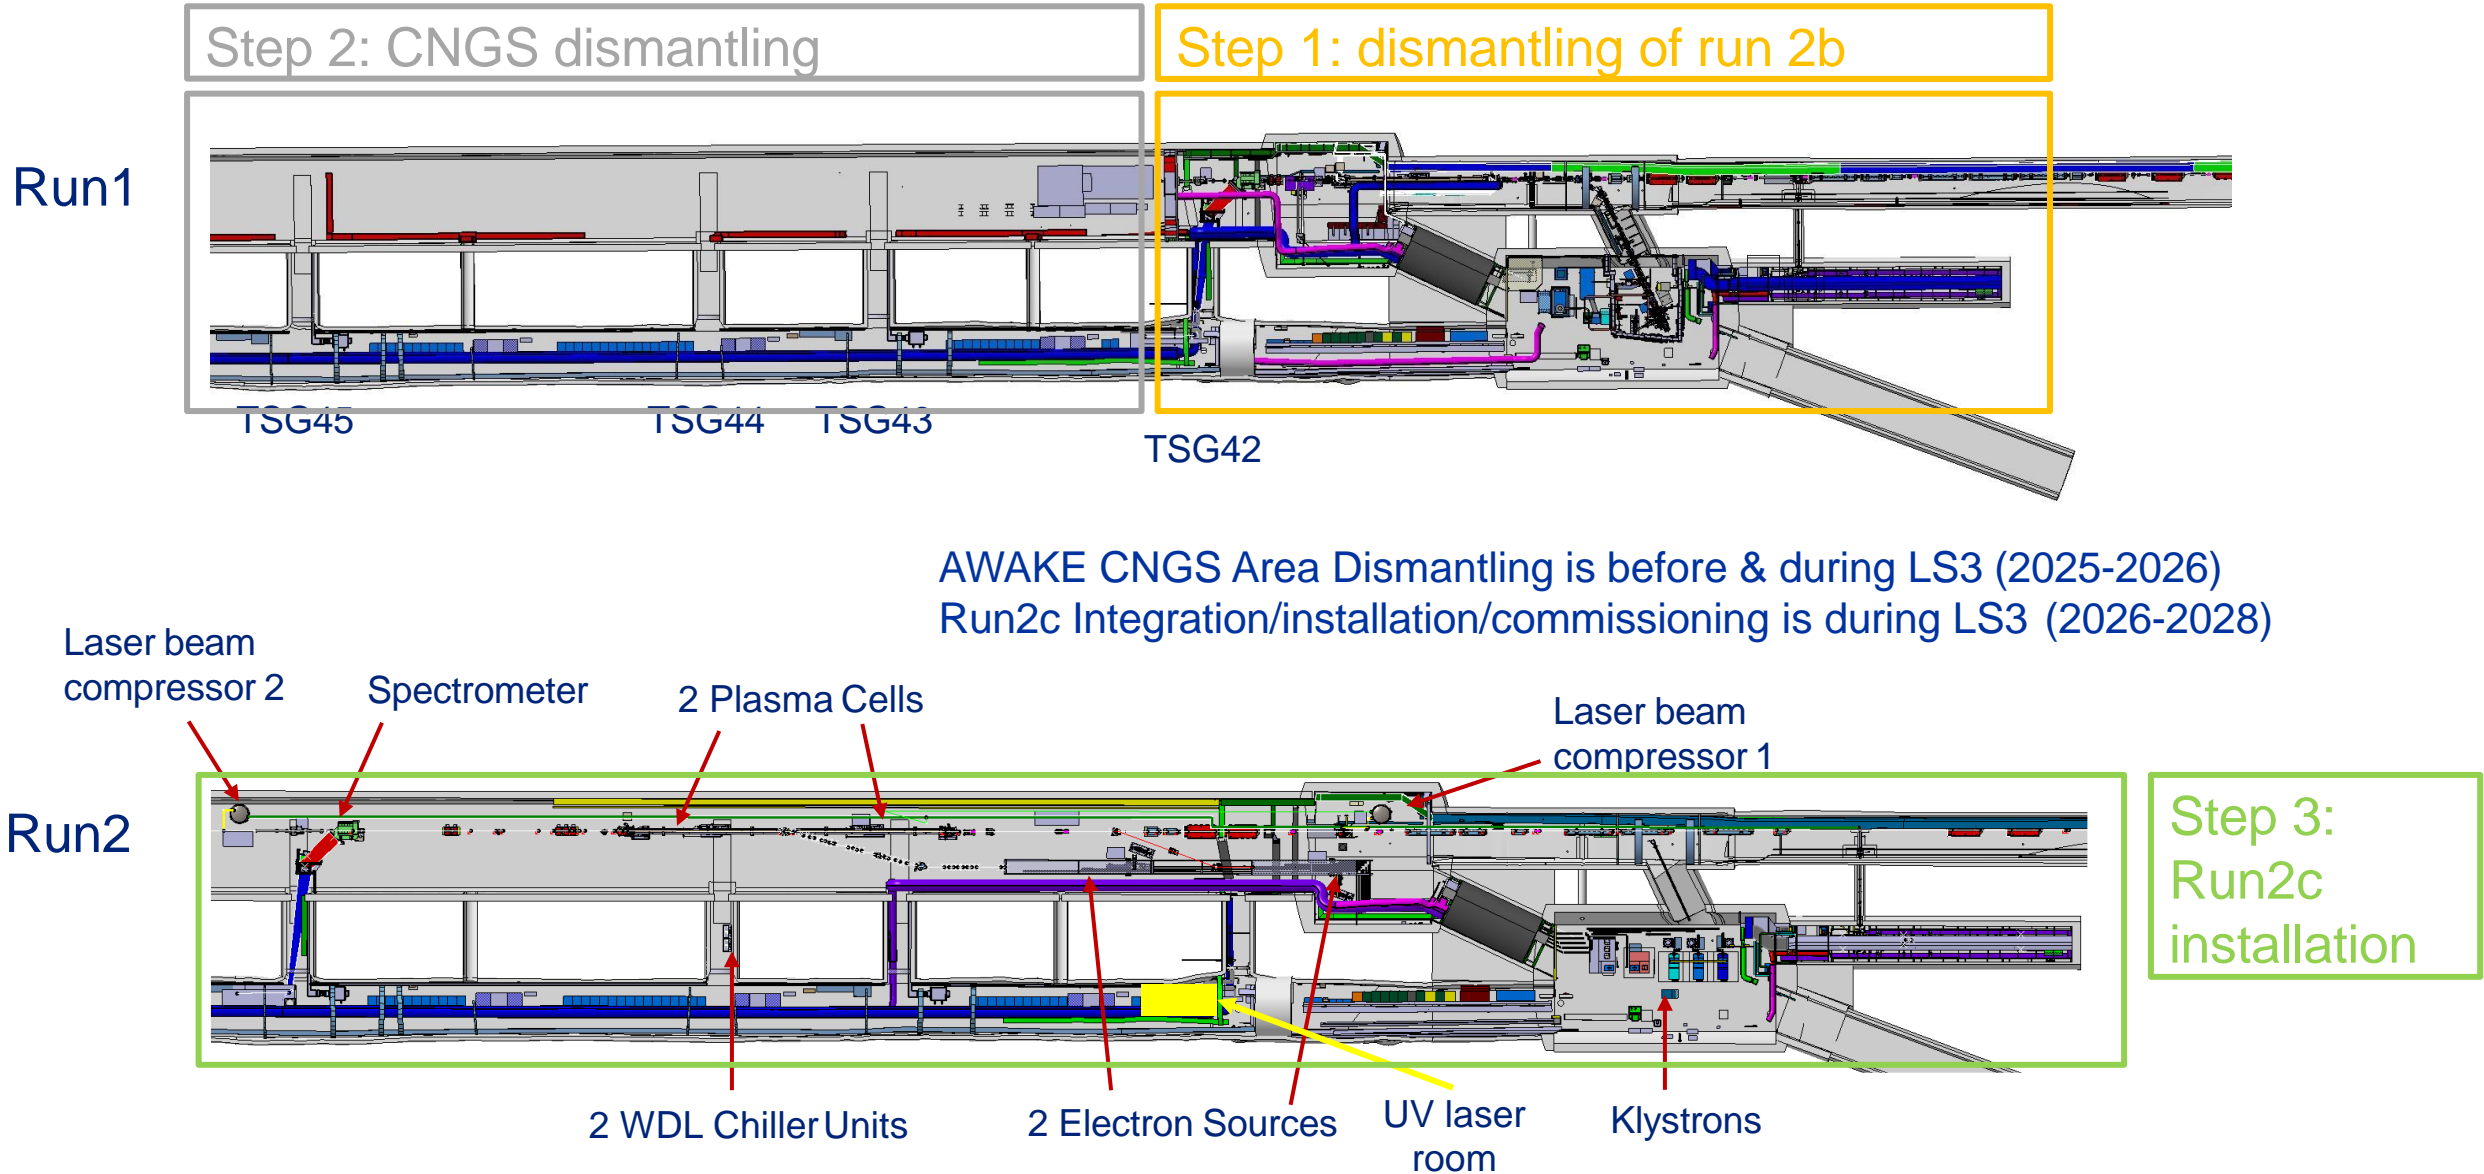 Step 2: CNGS dismantling
Step 1: dismantling of run 2b
Run1
TSG45
TSG44
TSG43
TSG42
AWAKE CNGS Area Dismantling is before & during LS3 (2025-2026)
Run2c Integration/installation/commissioning is during LS3 (2026-2028)
Laser beam
compressor 2
Spectrometer
2 Plasma Cells
Laser beam
compressor 1
Run2
Step 3:
Run2c
installation
2 WDL Chiller Units
2 Electron Sources
UV laser
room
Klystrons